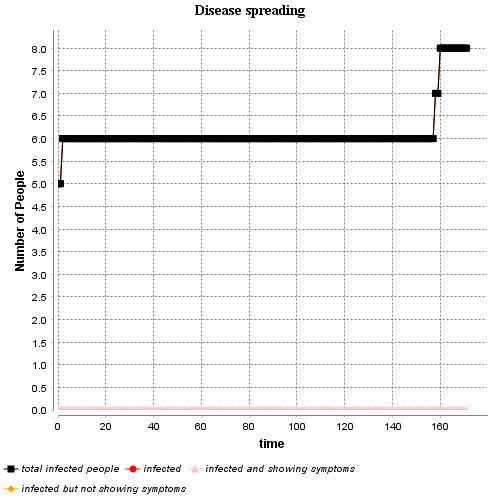 Disease spreading
Number of People
8.0
7.5
7.0
6.5
6.0
5.5
5.0
4.5
4.0
3.5
3.0
2.5
2.0
1.5
1.0
0.5
0.0
0 20 40 60 80 100 120 140 160
time
total infected people infected infected and showing symptoms
infected but not showing symptoms